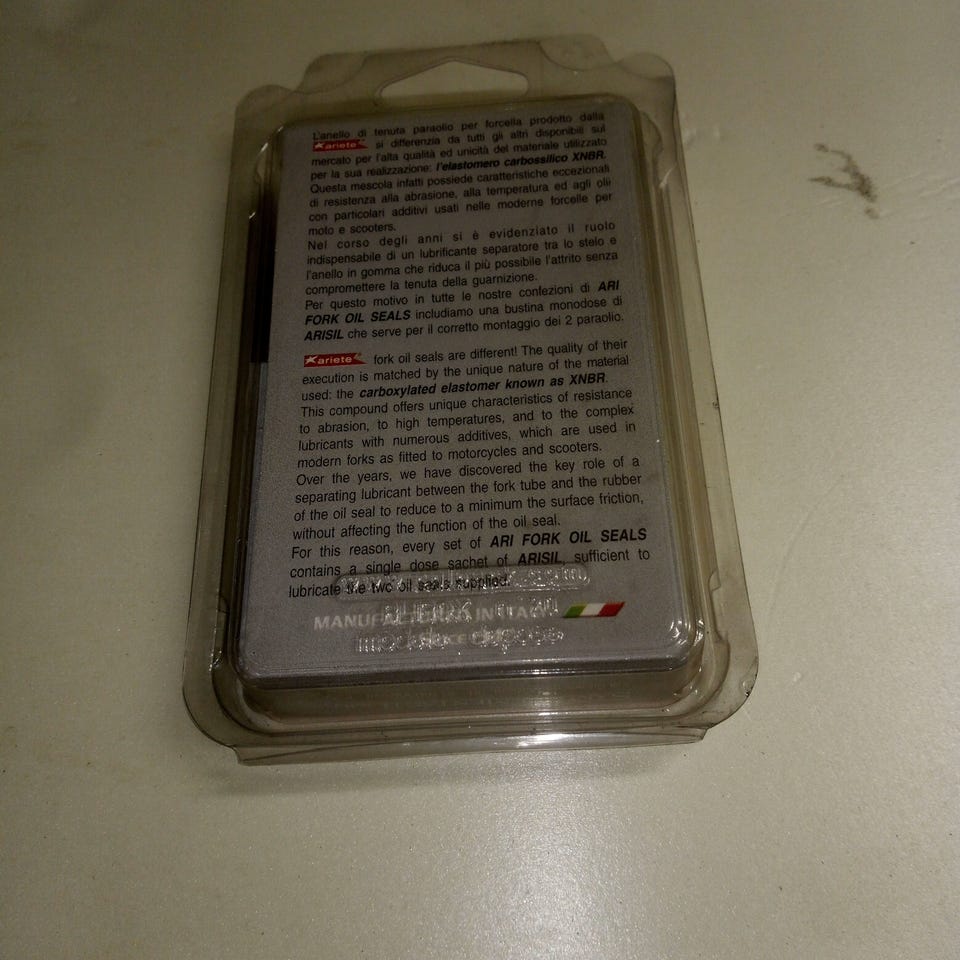 L'anello di tenuta paraolio per forcella prodotto dalla
ariete si differenzia da tutti gli altri disponibili sul
mercato per l'alta qualità ed unicità del materiale utilizzato
per la sua realizzazione: l'elastomero carbossilico XNBR.
Questa mescola infatti possiede caratteristiche eccezionali
di resistenza alla abrasione, alla temperatura ed agli olii
con particolari additivi usati nelle moderne forcelle per
moto e scooters.
Nel corso degli anni si è evidenziato il ruolo
indispensabile di un lubrificante separatore tra lo stelo e
l'anello in gomma che riduca il più possibile l'attrito senza
compromettere la tenuta della guarnizione.
Per questo motivo in tutte le nostre confezioni di ARI
FORK OIL SEALS includiamo una bustina monodose di
ARISIL che serve per il corretto montaggio dei 2 paraolio.
ariete fork oil seals are different! The quality of their
execution is matched by the unique nature of the material
used: the carboxylated elastomer known as XNBR.
This compound offers unique characteristics of resistance
to abrasion, to high temperatures, and to the complex
lubricants with numerous additives, which are used in
modern forks as fitted to motorcycles and scooters.
Over the years, we have discovered the key role of a
separating lubricant between the fork tube and the rubber
of the oil seal to reduce to a minimum the surface friction,
without affecting the function of the oil seal.
For this reason, every set of ARI FORK OIL SEALS
contains a single dose sachet of ARISIL, sufficient to
lubricate the two oil seals supplied.
MANUFACTURED IN ITALY
modèle déposé